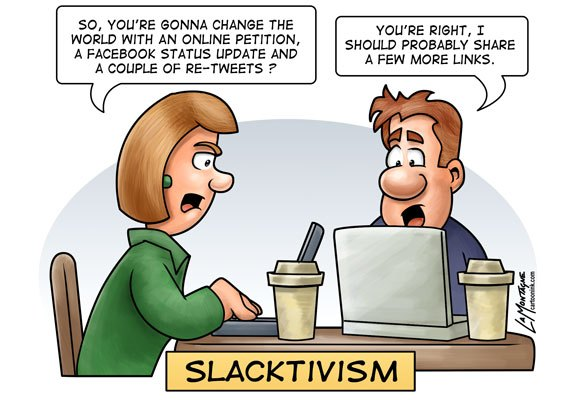 SO, YOU'RE GONNA CHANGE THE
WORLD WITH AN ONLINE PETITION,
A FACEBOOK STATUS UPDATE AND
A COUPLE OF RE-TWEETS ?
YOU'RE RIGHT, I
SHOULD PROBABLY SHARE
A FEW MORE LINKS.
LAMONTAGNE
cartoonink.com
SLACKTIVISM